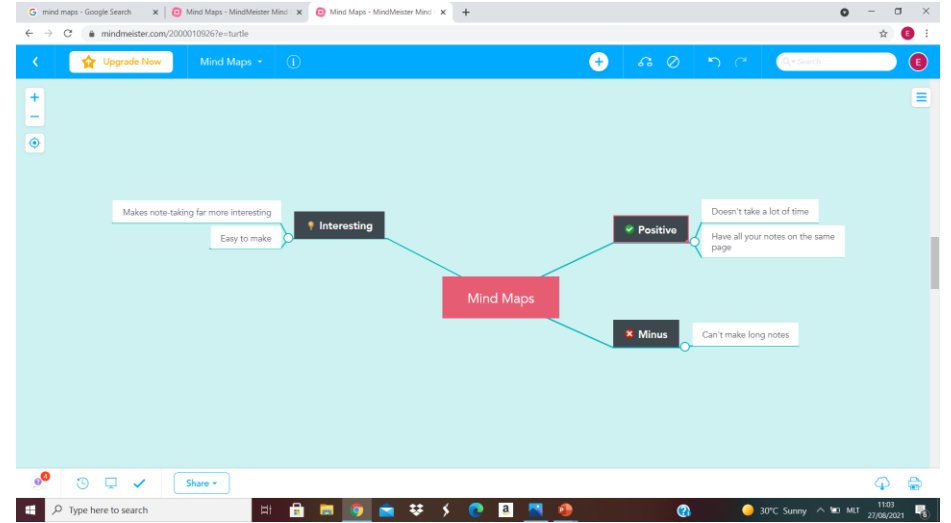 mind maps - Google Search
Mind Maps - MindMeister Mind
Mind Maps - MindMeister Mind
mindmeister.com/2000010926?e=turtle
E
Upgrade Now
Mind Maps
Search
E
Makes note-taking far more interesting
Easy to make
Interesting
Mind Maps
Positive
Doesn't take a lot of time
Have all your notes on the same
page
Minus
Can't make long notes
4
Share
Type here to search
30°C Sunny
MLT
11:03
27/08/2021